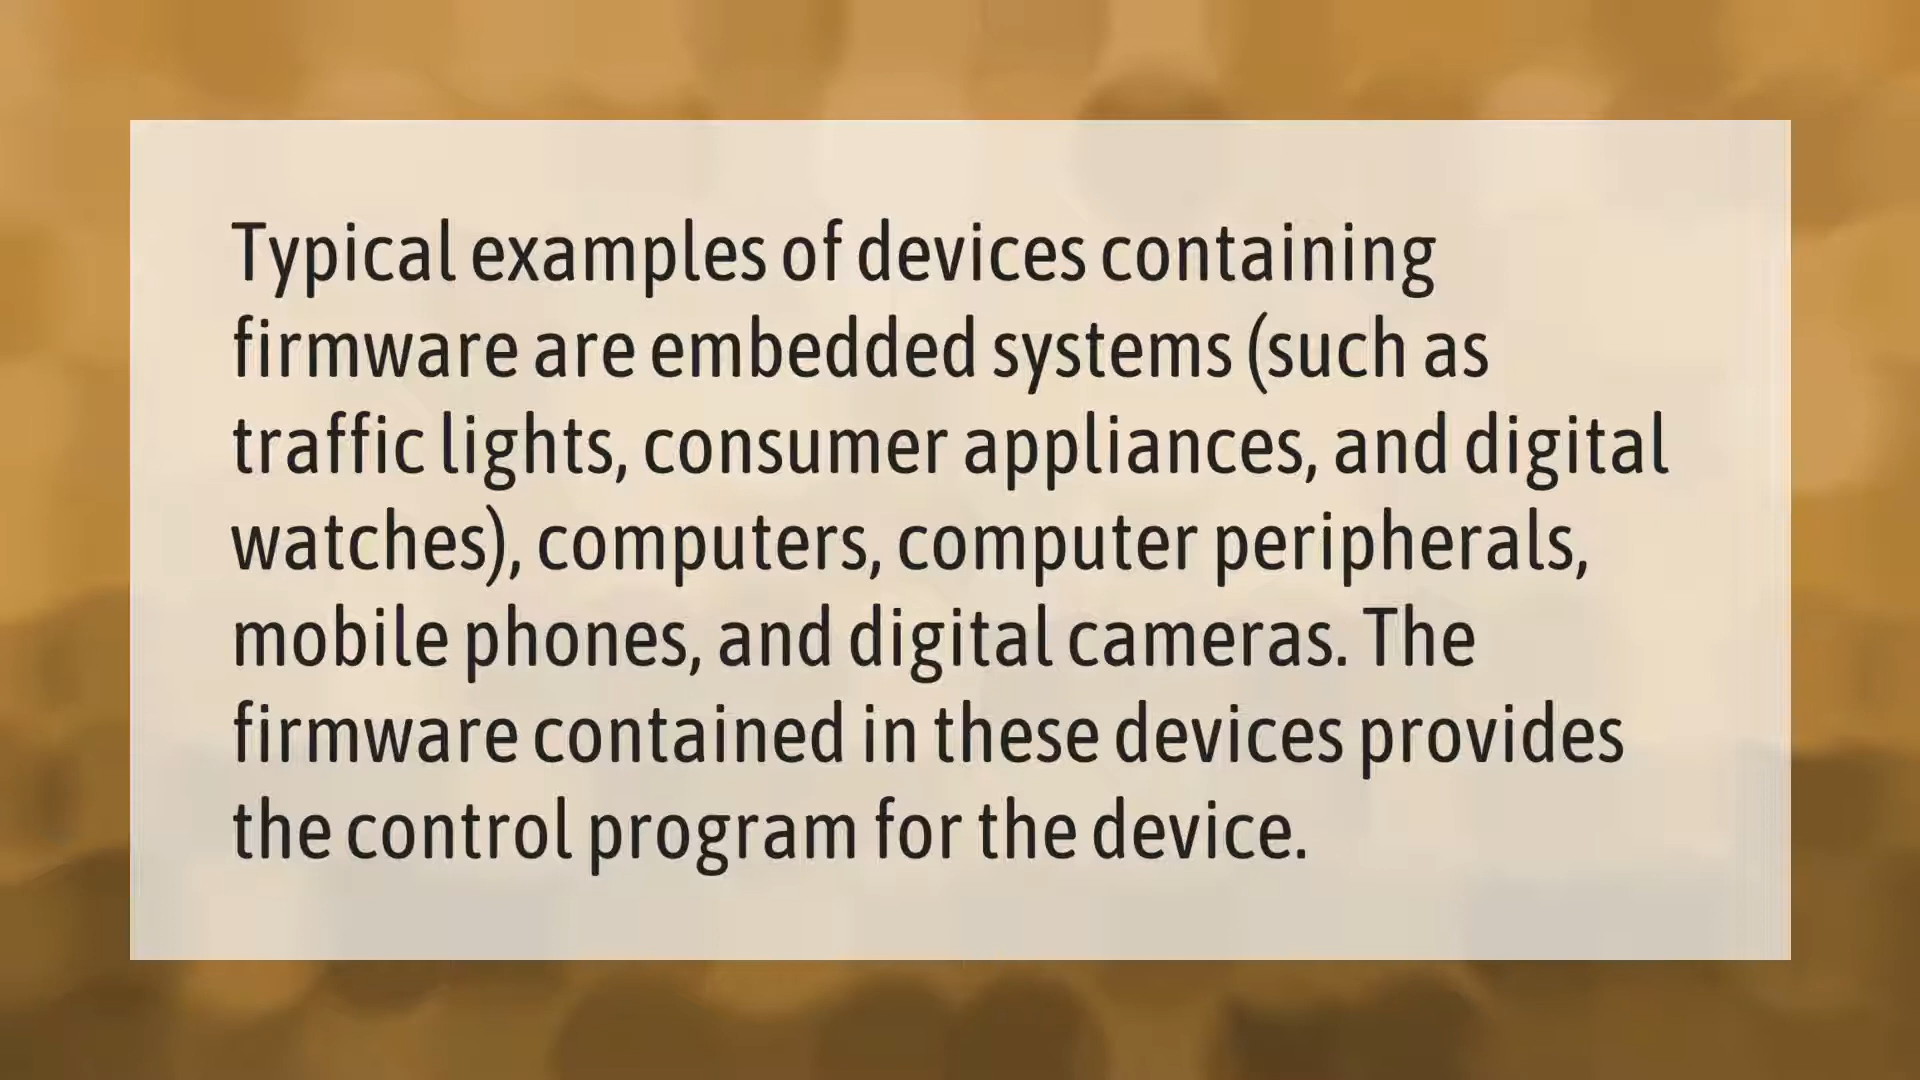 Typical examples of devices containing
firmware are embedded systems (such as
traffic lights, consumer appliances, and digital
watches), computers, computer peripherals,
mobile phones, and digital cameras. The
firmware contained in these devices provides
the control program for the device.